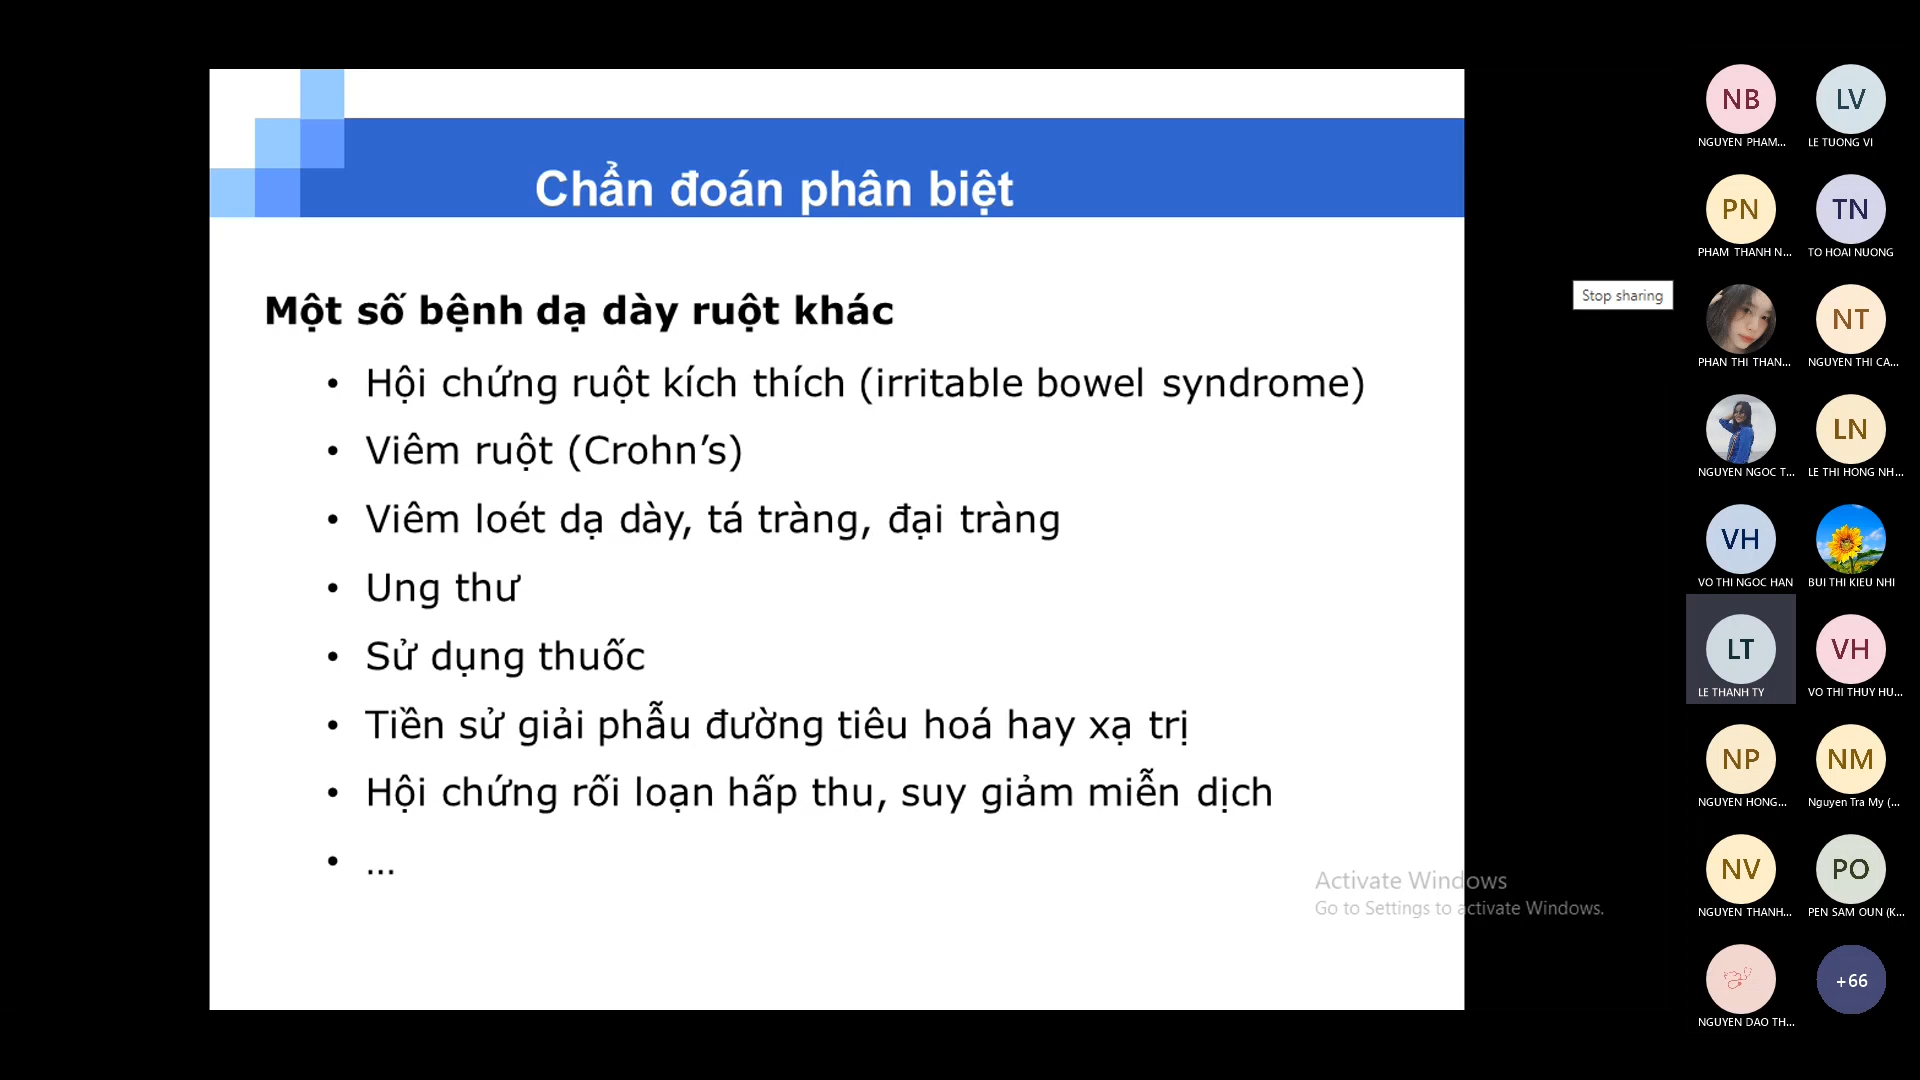 Chẩn đoán phân biệt
Một số bệnh dạ dày ruột khác
• Hội chứng ruột kích thích (irritable bowel syndrome)
• Viêm ruột (Crohn’s)
• Viêm loét dạ dày, tá tràng, đại tràng
• Ung thư
• Sử dụng thuốc
• Tiền sử giải phẫu đường tiêu hoá hay xạ trị
• Hội chứng rối loạn hấp thu, suy giảm miễn dịch
• ...
Activate Windows
Go to Settings to activate Windows.
Stop sharing
NB
LV
NGUYEN PHAM...
LE TUONG VI
PN
TN
PHAM THANH N...
TO HOAI NUONG
NT
PHAN THI THAN...
NGUYEN THI CA...
LN
NGUYEN NGOC T...
LE THI HONG NH...
VH
VO THI NGOC HAN
BUI THI KIEU NHI
LT
VH
LE THANH TY
VO THI THUY HU...
NP
NM
NGUYEN HONG...
Nguyen Tra My (...
NV
PO
NGUYEN THANH...
PEN SAM OUN (K...
+66
NGUYEN DAO TH...